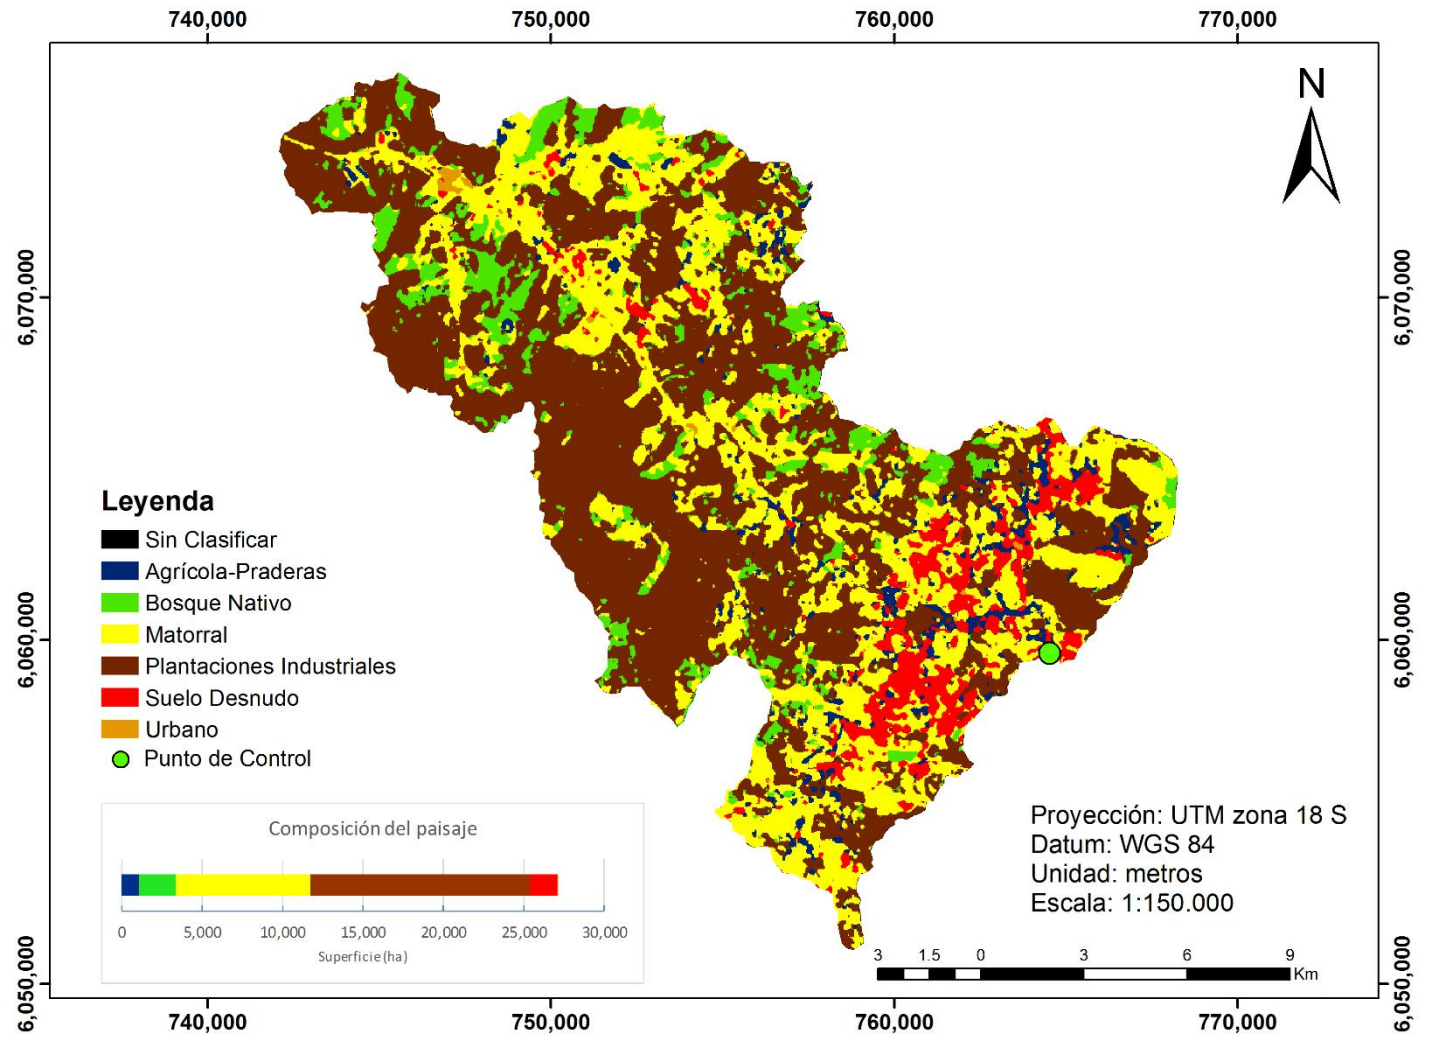 740,000 750,000 760,000 770,000
N
6,070,000 6,070,000
6,060,000 6,060,000
6,050,000 6,050,000
Leyenda
Sin Clasificar
Agrícola-Praderas
Bosque Nativo
Matorral
Plantaciones Industriales
Suelo Desnudo
Urbano
Punto de Control
Composición del paisaje
0 5,000 10,000 15,000 20,000 25,000 30,000
Superficie (ha)
Proyección: UTM zona 18 S
Datum: WGS 84
Unidad: metros
Escala: 1:150.000
3 1.5 0 3 6 9
Km
740,000 750,000 760,000 770,000